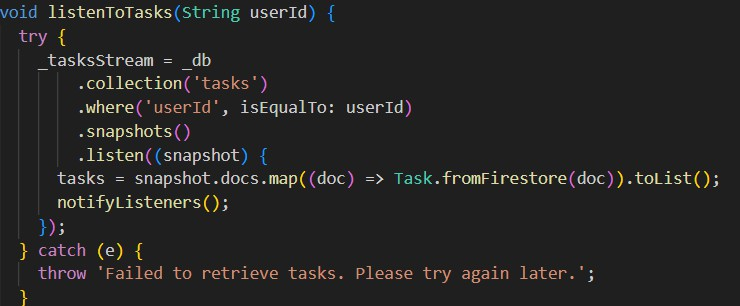 void listenToTasks(String userId) {
  try {
    _tasksStream = _db
        .collection('tasks')
        .where('userId', isEqualTo: userId)
        .snapshots()
        .listen((snapshot) {
      tasks = snapshot.docs.map((doc) => Task.fromFirestore(doc)).toList();
      notifyListeners();
    });
  } catch (e) {
    throw 'Failed to retrieve tasks. Please try again later.';
  }